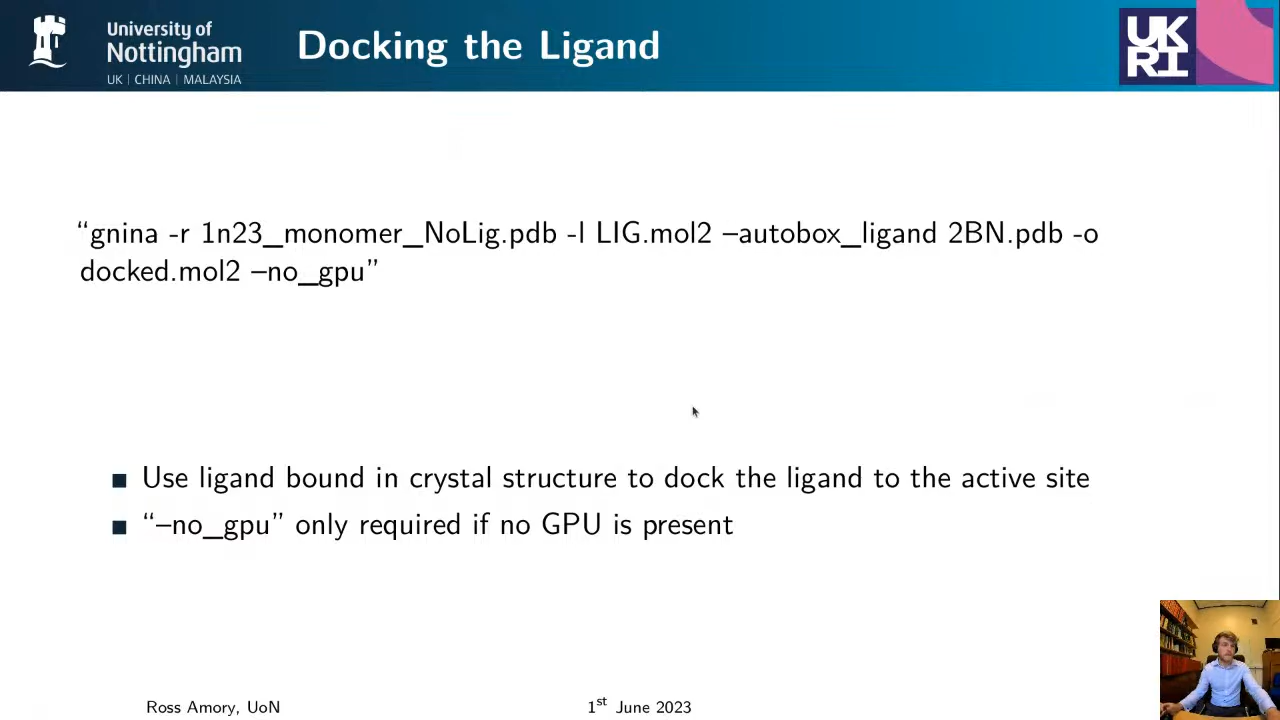 University of
Nottingham
UK | CHINA | MALAYSIA
Docking the Ligand
UK
RI
“gnina -r 1n23_monomer_NoLig.pdb -l LIG.mol2 –autobox_ligand 2BN.pdb -o
docked.mol2 –no_gpu”
Use ligand bound in crystal structure to dock the ligand to the active site
“–no_gpu” only required if no GPU is present
Ross Amory, UoN
1st June 2023